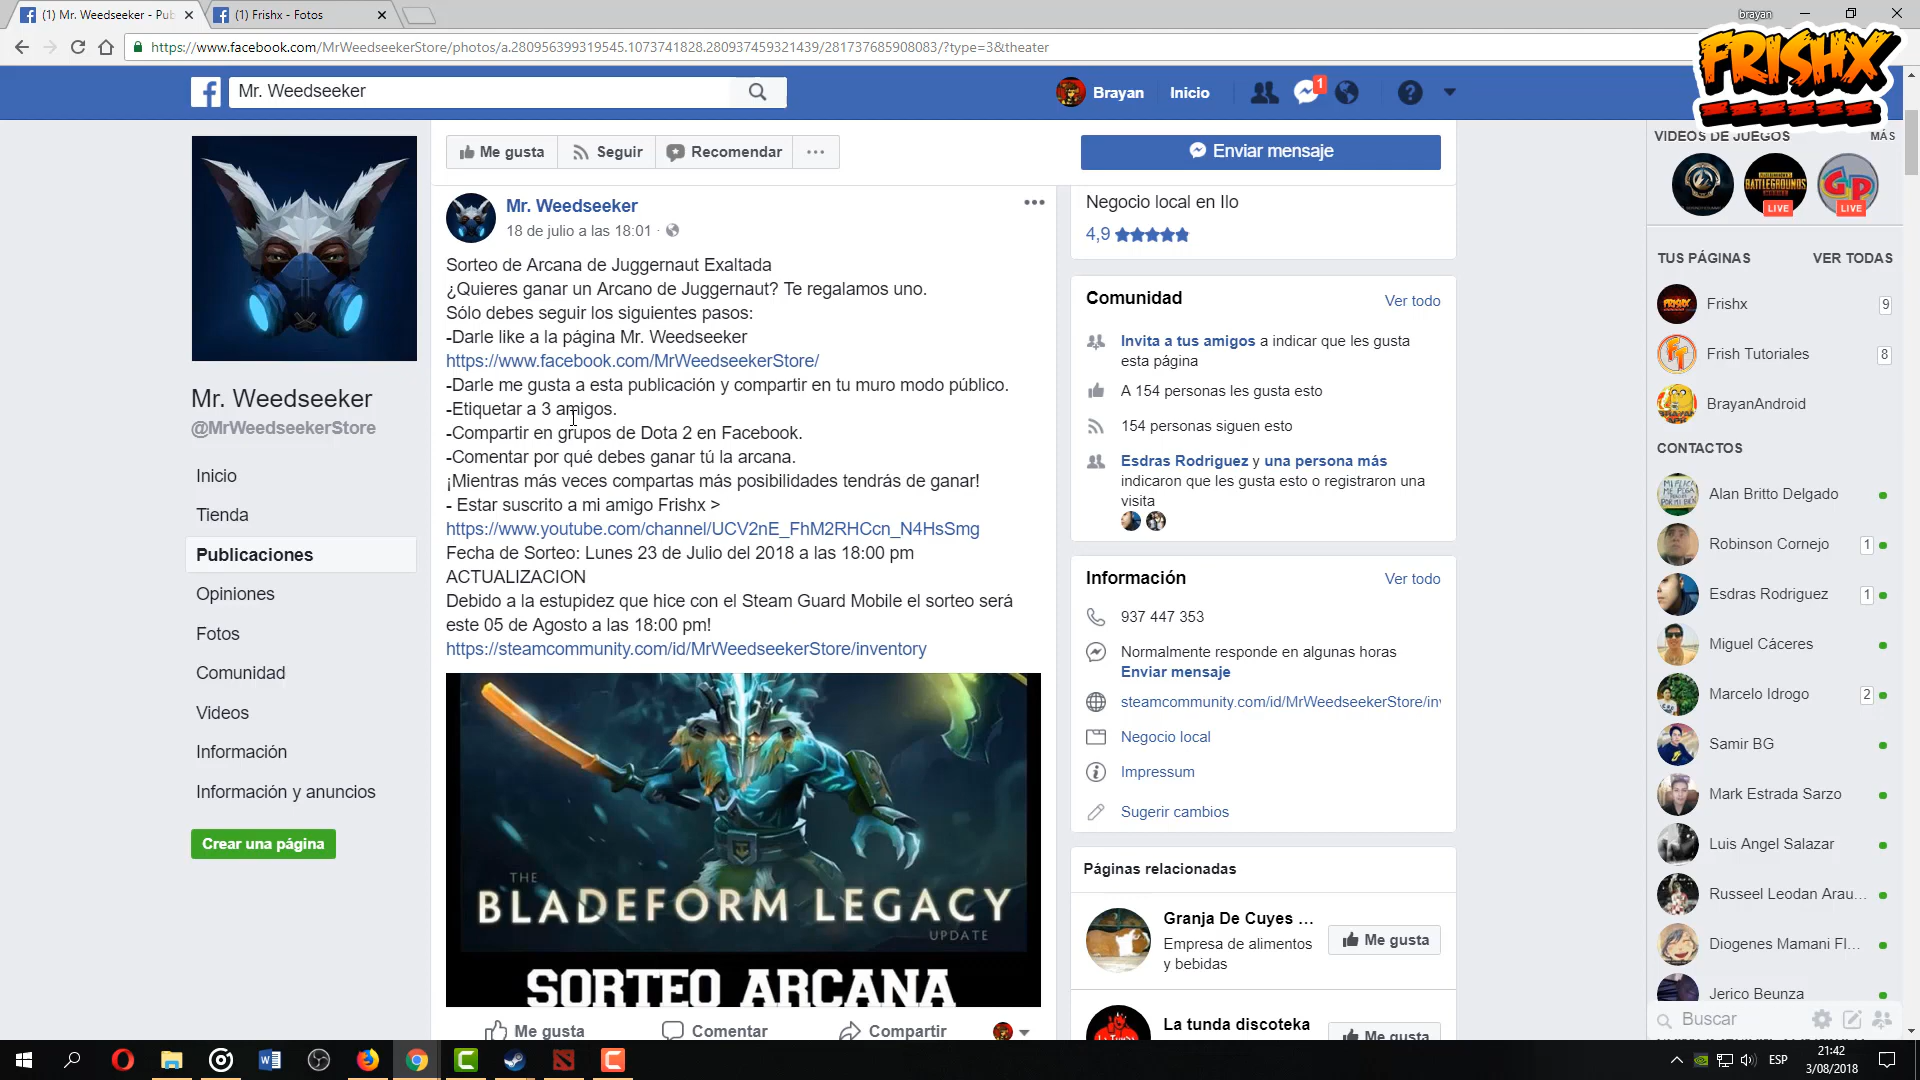 (1) Mr. Weedseeker - Pub
(1) Frishx - Fotos
brayan
https://www.facebook.com/MrWeedseekerStore/photos/a.280956399319545.1073741828.280937459321439/281737685908083/?type=3&theater
FRISHX
Mr. Weedseeker
Brayan
Inicio
1
Me gusta
Seguir
Recomendar
Enviar mensaje
Mr. Weedseeker
@MrWeedseekerStore
Inicio
Tienda
Publicaciones
Opiniones
Fotos
Comunidad
Videos
Información
Información y anuncios
Crear una página
Mr. Weedseeker
18 de julio a las 18:01 ·
Sorteo de Arcana de Juggernaut Exaltada
¿Quieres ganar un Arcano de Juggernaut? Te regalamos uno.
Sólo debes seguir los siguientes pasos:
-Darle like a la página Mr. Weedseeker
https://www.facebook.com/MrWeedseekerStore/
-Darle me gusta a esta publicación y compartir en tu muro modo público.
-Etiquetar a 3 amigos.
-Compartir en grupos de Dota 2 en Facebook.
-Comentar por qué debes ganar tú la arcana.
¡Mientras más veces compartas más posibilidades tendrás de ganar!
- Estar suscrito a mi amigo Frishx >
https://www.youtube.com/channel/UCV2nE_FhM2RHCcn_N4HsSmg
Fecha de Sorteo: Lunes 23 de Julio del 2018 a las 18:00 pm
ACTUALIZACION
Debido a la estupidez que hice con el Steam Guard Mobile el sorteo será
este 05 de Agosto a las 18:00 pm!
https://steamcommunity.com/id/MrWeedseekerStore/inventory
THE
BLADEFORM LEGACY
UPDATE
SORTEO ARCANA
Me gusta
Comentar
Compartir
Negocio local en Ilo
4,9
Comunidad
Ver todo
Invita a tus amigos a indicar que les gusta
esta página
A 154 personas les gusta esto
154 personas siguen esto
Esdras Rodriguez y una persona más
indicaron que les gusta esto o registraron una
visita
Información
Ver todo
937 447 353
Normalmente responde en algunas horas
Enviar mensaje
steamcommunity.com/id/MrWeedseekerStore/in
Negocio local
Impressum
Sugerir cambios
Páginas relacionadas
Granja De Cuyes ...
Empresa de alimentos
y bebidas
Me gusta
La tunda discoteka
Me gusta
VIDEOS DE JUEGOS
MÁS
BATTLEGROUNDS
LIVE
GP
LIVE
TUS PÁGINAS
VER TODAS
Frishx
9
Frish Tutoriales
8
BrayanAndroid
CONTACTOS
Alan Britto Delgado
Robinson Cornejo
1
Esdras Rodriguez
1
Miguel Cáceres
Marcelo Idrogo
2
Samir BG
Mark Estrada Sarzo
Luis Angel Salazar
Russeel Leodan Arau...
Diogenes Mamani Fl...
Jerico Beunza
Buscar
ESP
21:42
3/08/2018